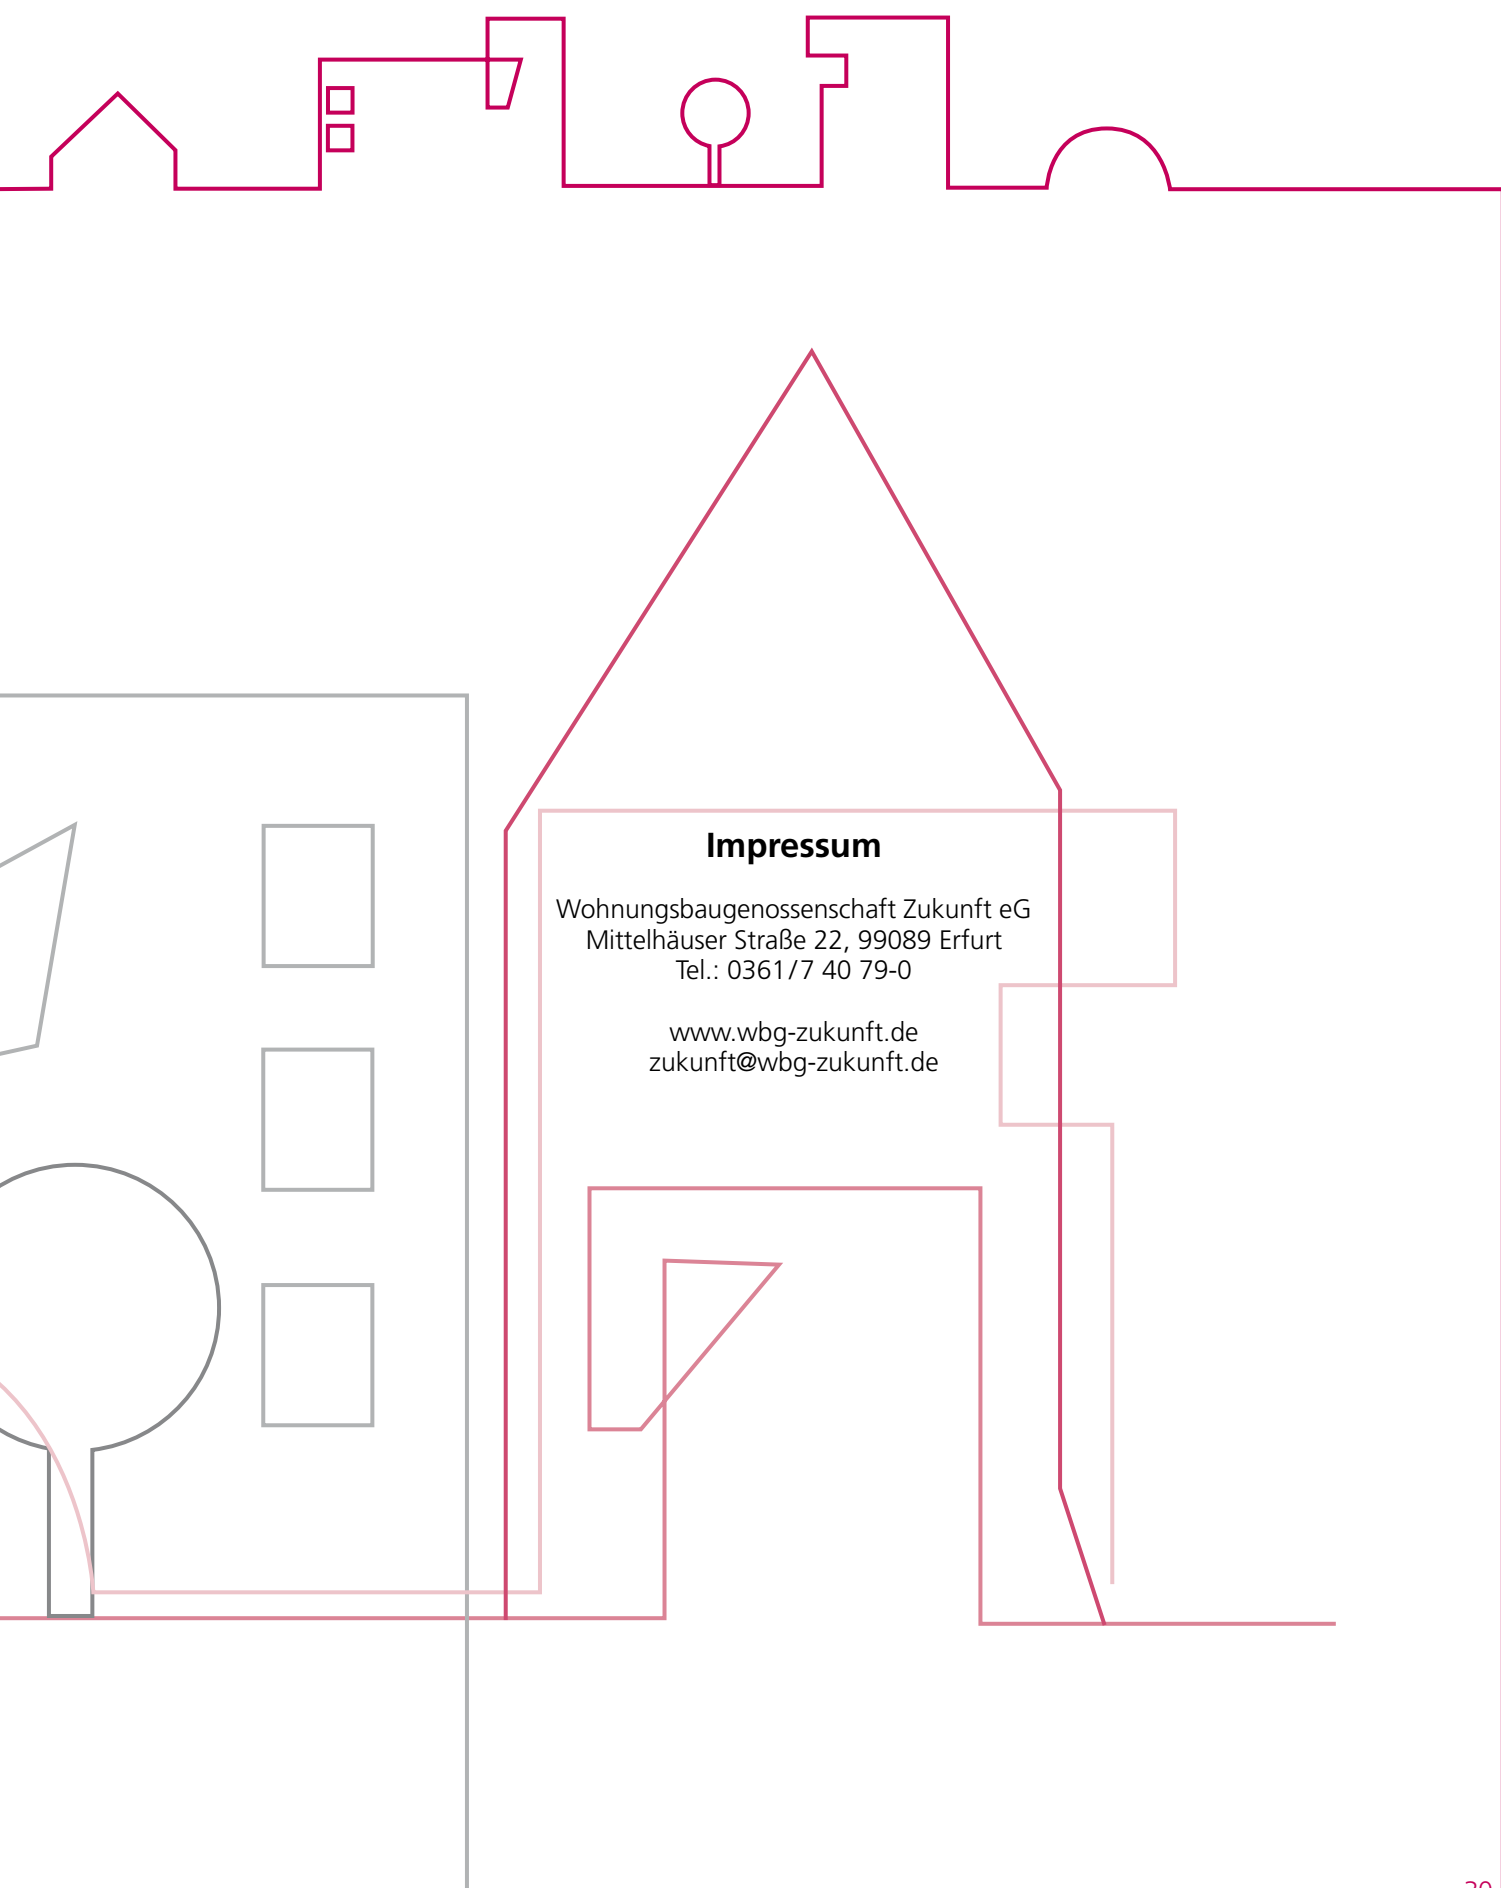 Impressum
Wohnungsbaugenossenschaft Zukunft eG
Mittelhäuser Straße 22, 99089 Erfurt
Tel.: 0361/7 40 79-0
www.wbg-zukunft.de
zukunft@wbg-zukunft.de